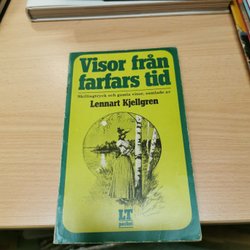 Visor från
farfars tid
Skillingtryck och gamla visor, samlade av
Lennart Kjellgren
LT
pocket